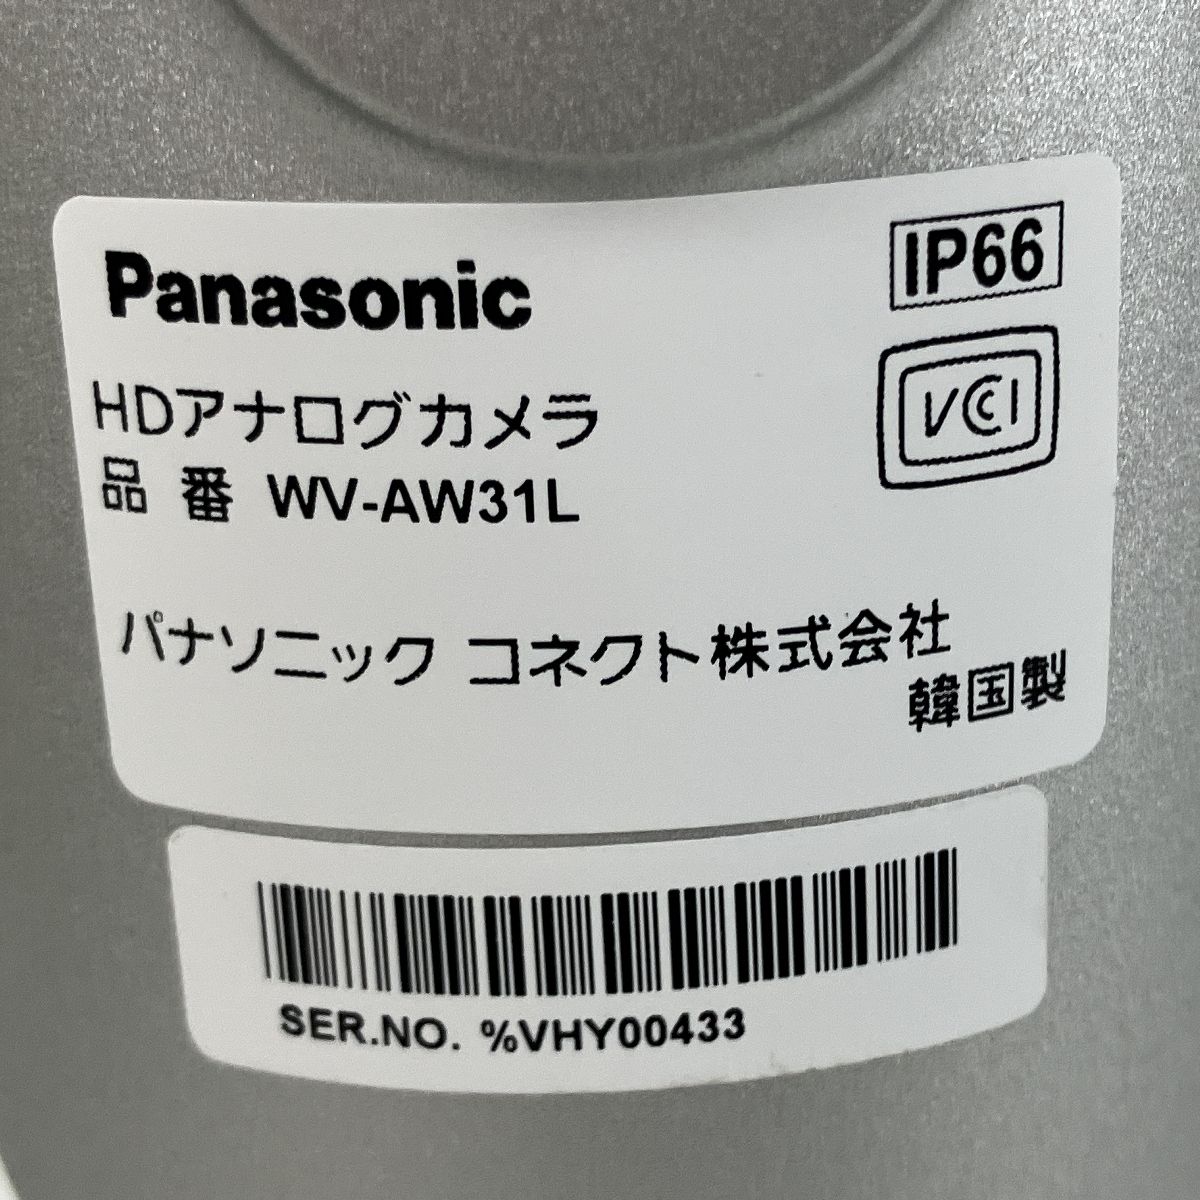 Panasonic
IP66
HDアナログカメラ
VCCI
品 番 WV-AW31L
パナソニック コネクト株式会社
韓国製
SER.NO. %VHY00433